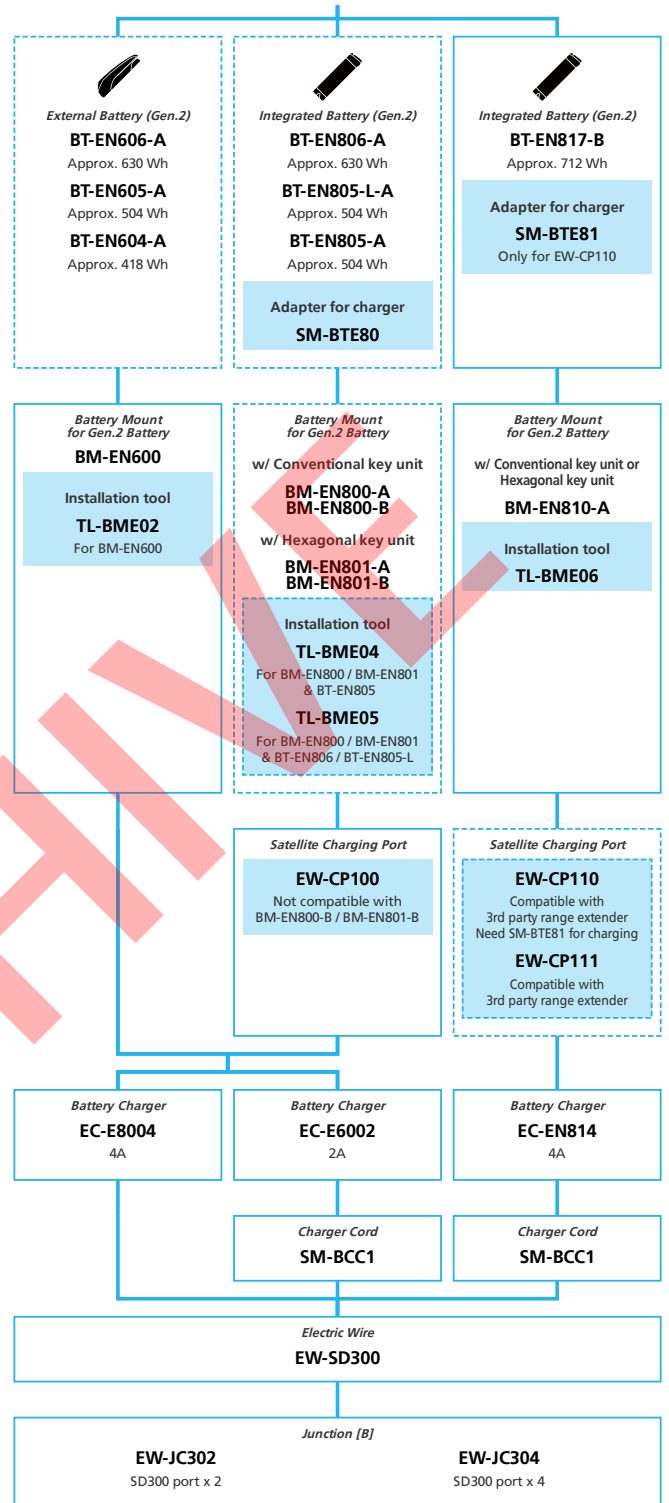 External Battery (Gen.2)
BT-EN606-A
Approx. 630 Wh
BT-EN605-A
Approx. 504 Wh
BT-EN604-A
Approx. 418 Wh
Integrated Battery (Gen.2)
BT-EN806-A
Approx. 630 Wh
BT-EN805-L-A
Approx. 504 Wh
BT-EN805-A
Approx. 504 Wh
Adapter for charger
SM-BTE80
Integrated Battery (Gen.2)
BT-EN817-B
Approx. 712 Wh
Adapter for charger
SM-BTE81
Only for EW-CP110
Battery Mount
for Gen.2 Battery
BM-EN600
Installation tool
TL-BME02
For BM-EN600
Battery Mount
for Gen.2 Battery
w/ Conventional key unit
BM-EN800-A
BM-EN800-B
w/ Hexagonal key unit
BM-EN801-A
BM-EN801-B
Installation tool
TL-BME04
For BM-EN800 / BM-EN801
& BT-EN805
TL-BME05
For BM-EN800 / BM-EN801
& BT-EN806 / BT-EN805-L
Battery Mount
for Gen.2 Battery
w/ Conventional key unit or
Hexagonal key unit
BM-EN810-A
Installation tool
TL-BME06
Satellite Charging Port
EW-CP100
Not compatible with
BM-EN800-B / BM-EN801-B
Satellite Charging Port
EW-CP110
Compatible with
3rd party range extender
Need SM-BTE81 for charging
EW-CP111
Compatible with
3rd party range extender
Battery Charger
EC-E8004
4A
Battery Charger
EC-E6002
2A
Battery Charger
EC-EN814
4A
Charger Cord
SM-BCC1
Charger Cord
SM-BCC1
Electric Wire
EW-SD300
Junction [B]
EW-JC302
SD300 port x 2
EW-JC304
SD300 port x 4
HIVE